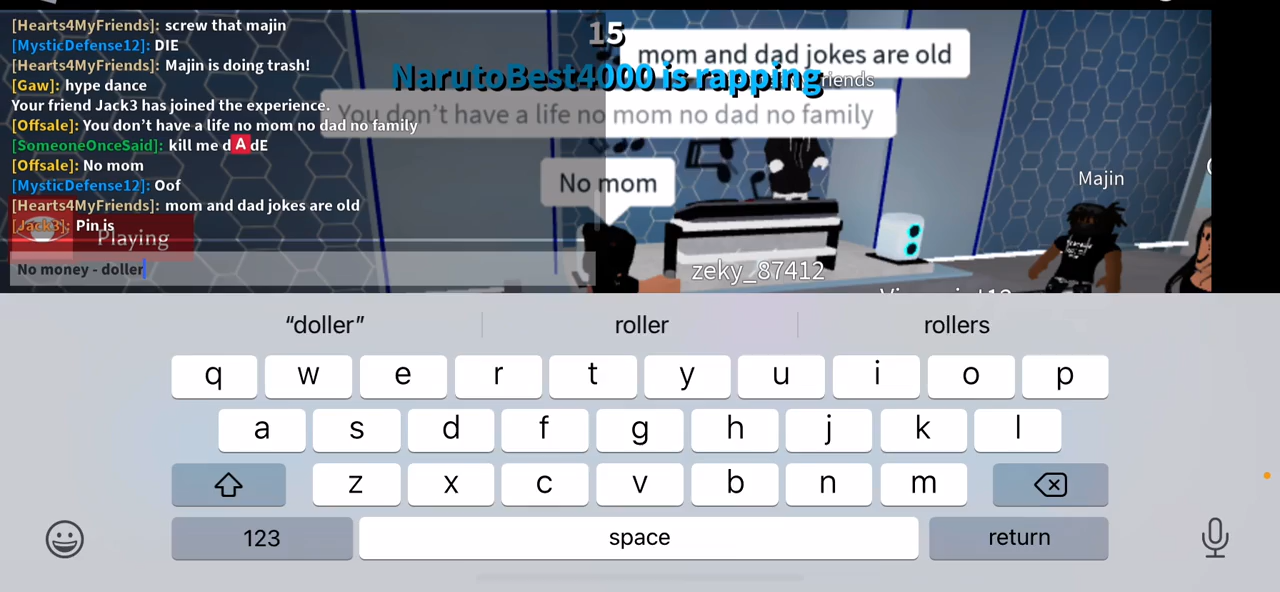 [Hearts4MyFriends]: screw that majin
[MysticDefense12]: DIE
[Hearts4MyFriends]: Majin is doing trash!
[Gaw]: hype dance
Your friend Jack3 has joined the experience.
[Offsale]: You don’t have a life no mom no dad no family
[SomeoneOnceSaid]: kill me d🅰dE
[Offsale]: No mom
[MysticDefense12]: Oof
[Hearts4MyFriends]: mom and dad jokes are old
[Jack3]: Pin is
Playing
No money - doller
15
mom and dad jokes are old
NarutoBest4000 is rapping
You don’t have a life no mom no dad no family
No mom
Majin
zeky_87412
“doller” roller rollers
q w e r t y u i o p
a s d f g h j k l
z x c v b n m
123 space return